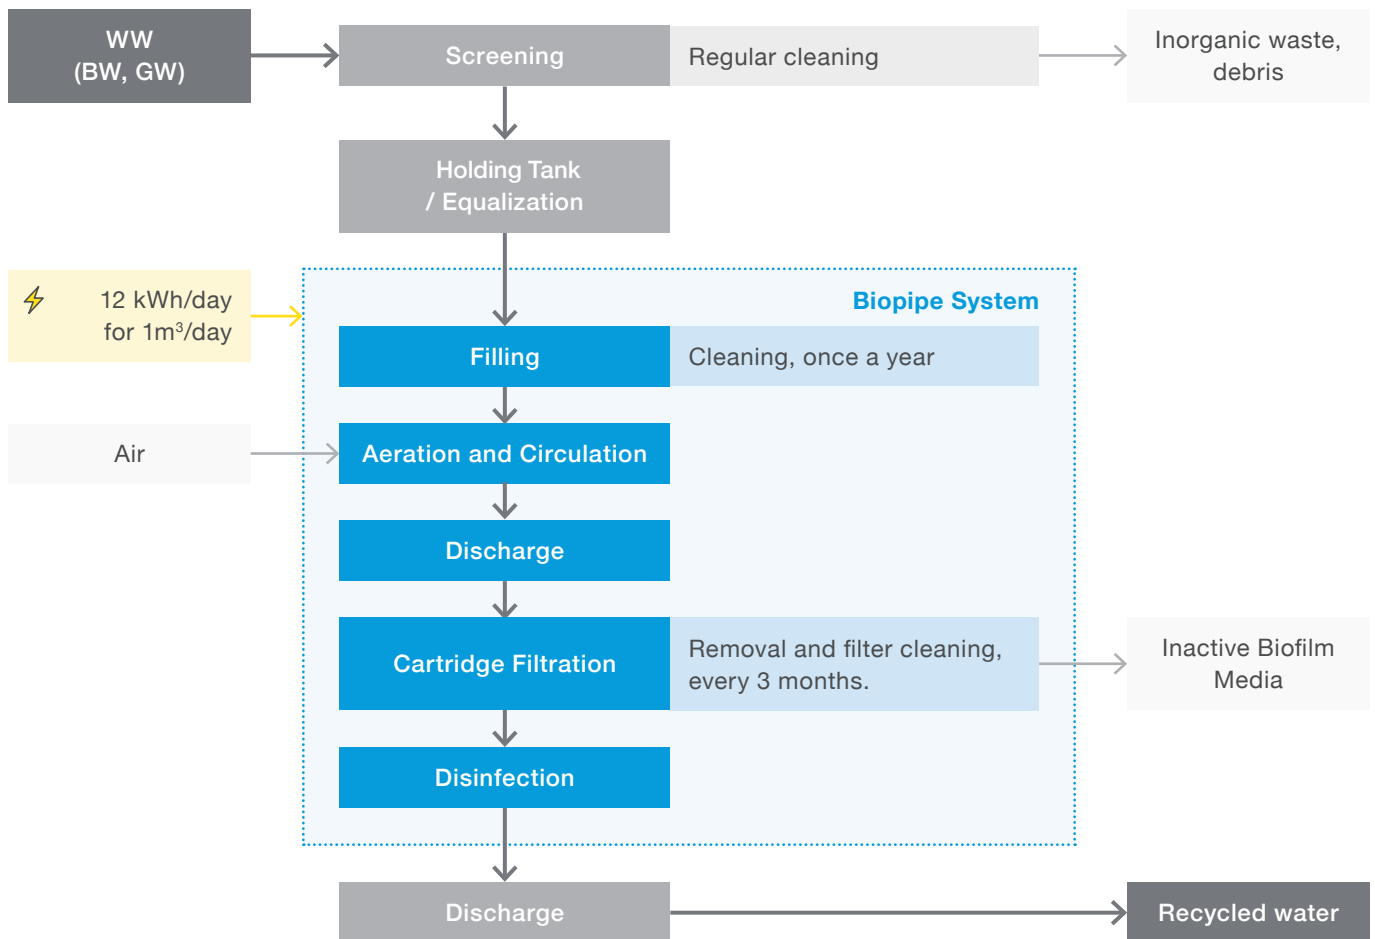 WW
(BW, GW)
Screening
Regular cleaning
Inorganic waste,
debris
Holding Tank
/ Equalization
12 kWh/day
for 1m³/day
Biopipe System
Filling
Cleaning, once a year
Air
Aeration and Circulation
Discharge
Cartridge Filtration
Removal and filter cleaning,
every 3 months.
Inactive Biofilm
Media
Disinfection
Discharge
Recycled water